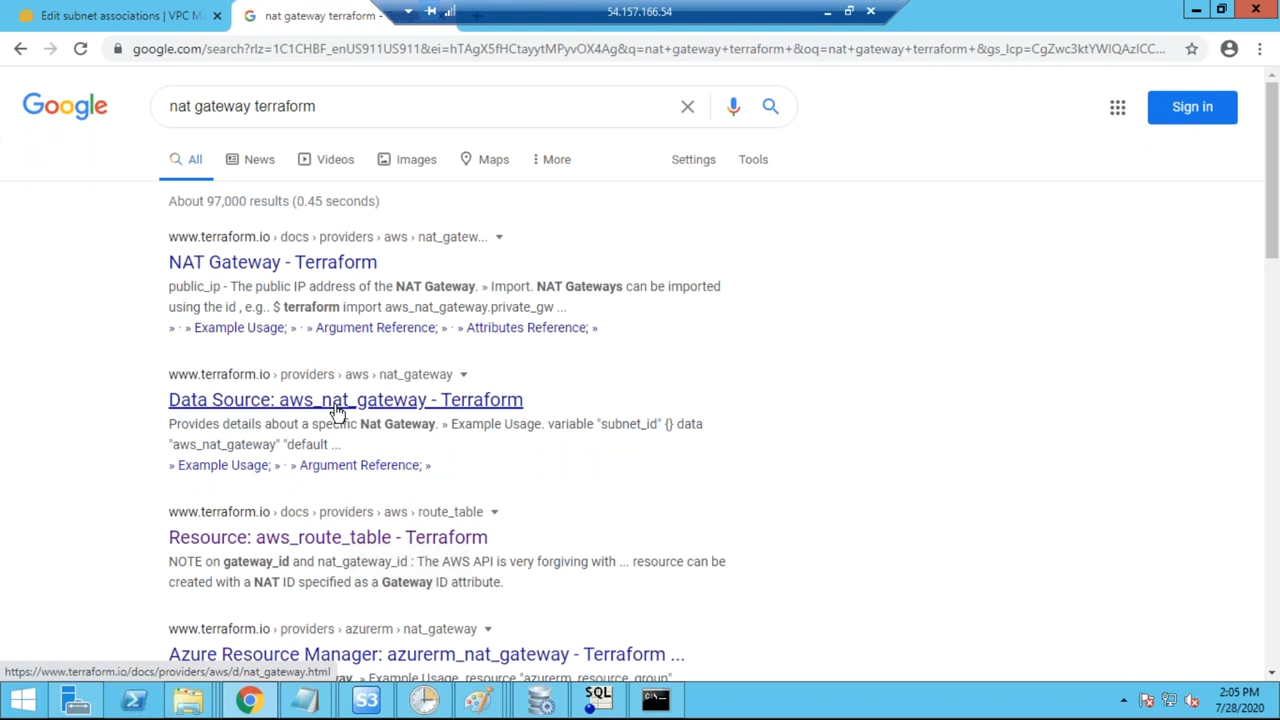 Edit subnet associations | VPC M
nat gateway terraform -
54.157.166.54
google.com/search?rlz=1C1CHBF_enUS911US911&ei=hTAgX5fHCtayytMPyvOX4Ag&q=nat+gateway+terraform+&oq=nat+gateway+terraform+&gs_lcp=CgZwc3ktYWIQAzICC...
Google
nat gateway terraform
Sign in
All
News
Videos
Images
Maps
More
Settings
Tools
About 97,000 results (0.45 seconds)
www.terraform.io › docs › providers › aws › nat_gatew...
NAT Gateway - Terraform
public_ip - The public IP address of the NAT Gateway. » Import. NAT Gateways can be imported
using the id , e.g.. $ terraform import aws_nat_gateway.private_gw ...
» · » Example Usage; » · » Argument Reference; » · » Attributes Reference; »
www.terraform.io › providers › aws › nat_gateway
Data Source: aws_nat_gateway - Terraform
Provides details about a specific Nat Gateway. » Example Usage. variable "subnet_id" {} data
"aws_nat_gateway" "default ...
» Example Usage; » · » Argument Reference; »
www.terraform.io › docs › providers › aws › route_table
Resource: aws_route_table - Terraform
NOTE on gateway_id and nat_gateway_id : The AWS API is very forgiving with ... resource can be
created with a NAT ID specified as a Gateway ID attribute.
www.terraform.io › providers › azurerm › nat_gateway
Azure Resource Manager: azurerm_nat_gateway - Terraform ...
https://www.terraform.io/docs/providers/aws/d/nat_gateway.html
way. » Example Usage. resource "azurerm_resource_group"
S3
SQL
2:05 PM
7/28/2020